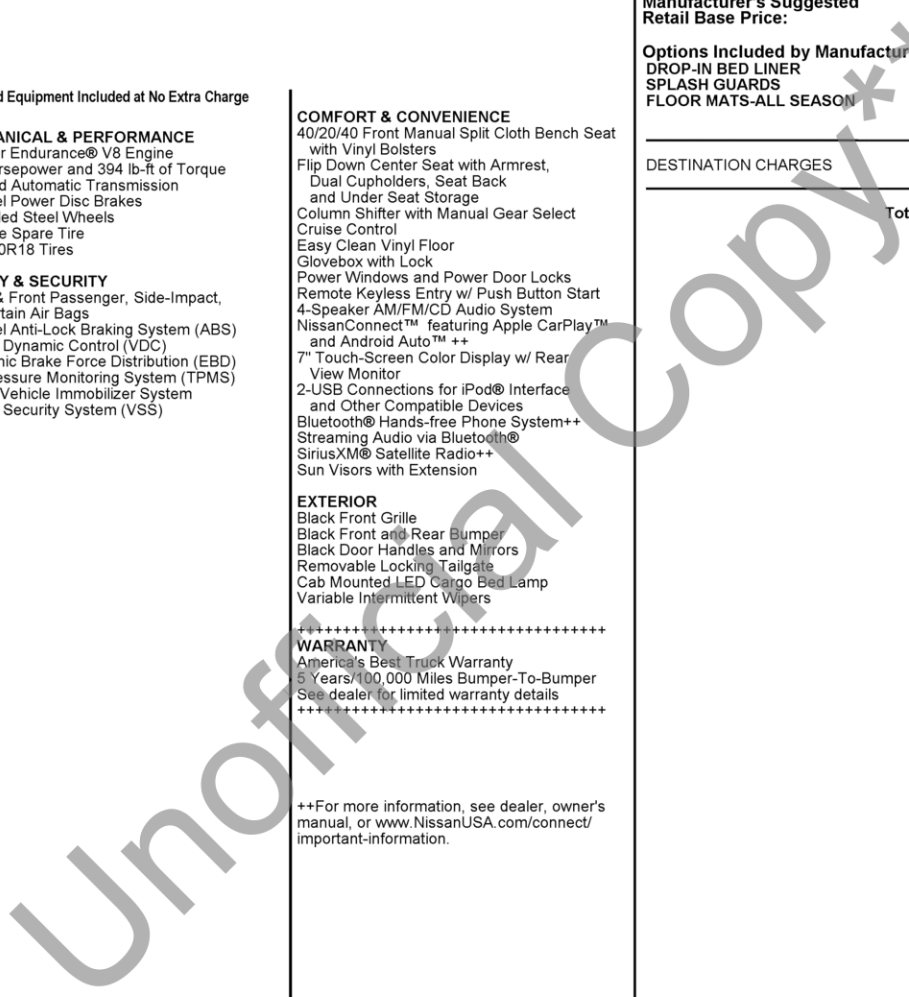 d Equipment Included at No Extra Charge
ANICAL & PERFORMANCE
r Endurance® V8 Engine
rsepower and 394 lb-ft of Torque
d Automatic Transmission
el Power Disc Brakes
led Steel Wheels
e Spare Tire
0R18 Tires
Y & SECURITY
& Front Passenger, Side-Impact,
rtain Air Bags
el Anti-Lock Braking System (ABS)
Dynamic Control (VDC)
nic Brake Force Distribution (EBD)
essure Monitoring System (TPMS)
Vehicle Immobilizer System
Security System (VSS)
COMFORT & CONVENIENCE
40/20/40 Front Manual Split Cloth Bench Seat
with Vinyl Bolsters
Flip Down Center Seat with Armrest,
Dual Cupholders, Seat Back
and Under Seat Storage
Column Shifter with Manual Gear Select
Cruise Control
Easy Clean Vinyl Floor
Glovebox with Lock
Power Windows and Power Door Locks
Remote Keyless Entry w/ Push Button Start
4-Speaker AM/FM/CD Audio System
NissanConnect™ featuring Apple CarPlay™
and Android Auto™ ++
7" Touch-Screen Color Display w/ Rear
View Monitor
2-USB Connections for iPod® Interface
and Other Compatible Devices
Bluetooth® Hands-free Phone System++
Streaming Audio via Bluetooth®
SiriusXM® Satellite Radio++
Sun Visors with Extension
EXTERIOR
Black Front Grille
Black Front and Rear Bumper
Black Door Handles and Mirrors
Removable Locking Tailgate
Cab Mounted LED Cargo Bed Lamp
Variable Intermittent Wipers
++++++++++++++++++++++++++++++++++
WARRANTY
America's Best Truck Warranty
5 Years/100,000 Miles Bumper-To-Bumper
See dealer for limited warranty details
++++++++++++++++++++++++++++++++++
++For more information, see dealer, owner's
manual, or www.NissanUSA.com/connect/
important-information.
Manufacturer's Suggested
Retail Base Price:
Options Included by Manufactur
DROP-IN BED LINER
SPLASH GUARDS
FLOOR MATS-ALL SEASON
DESTINATION CHARGES
Tot
Unofficial Copy**